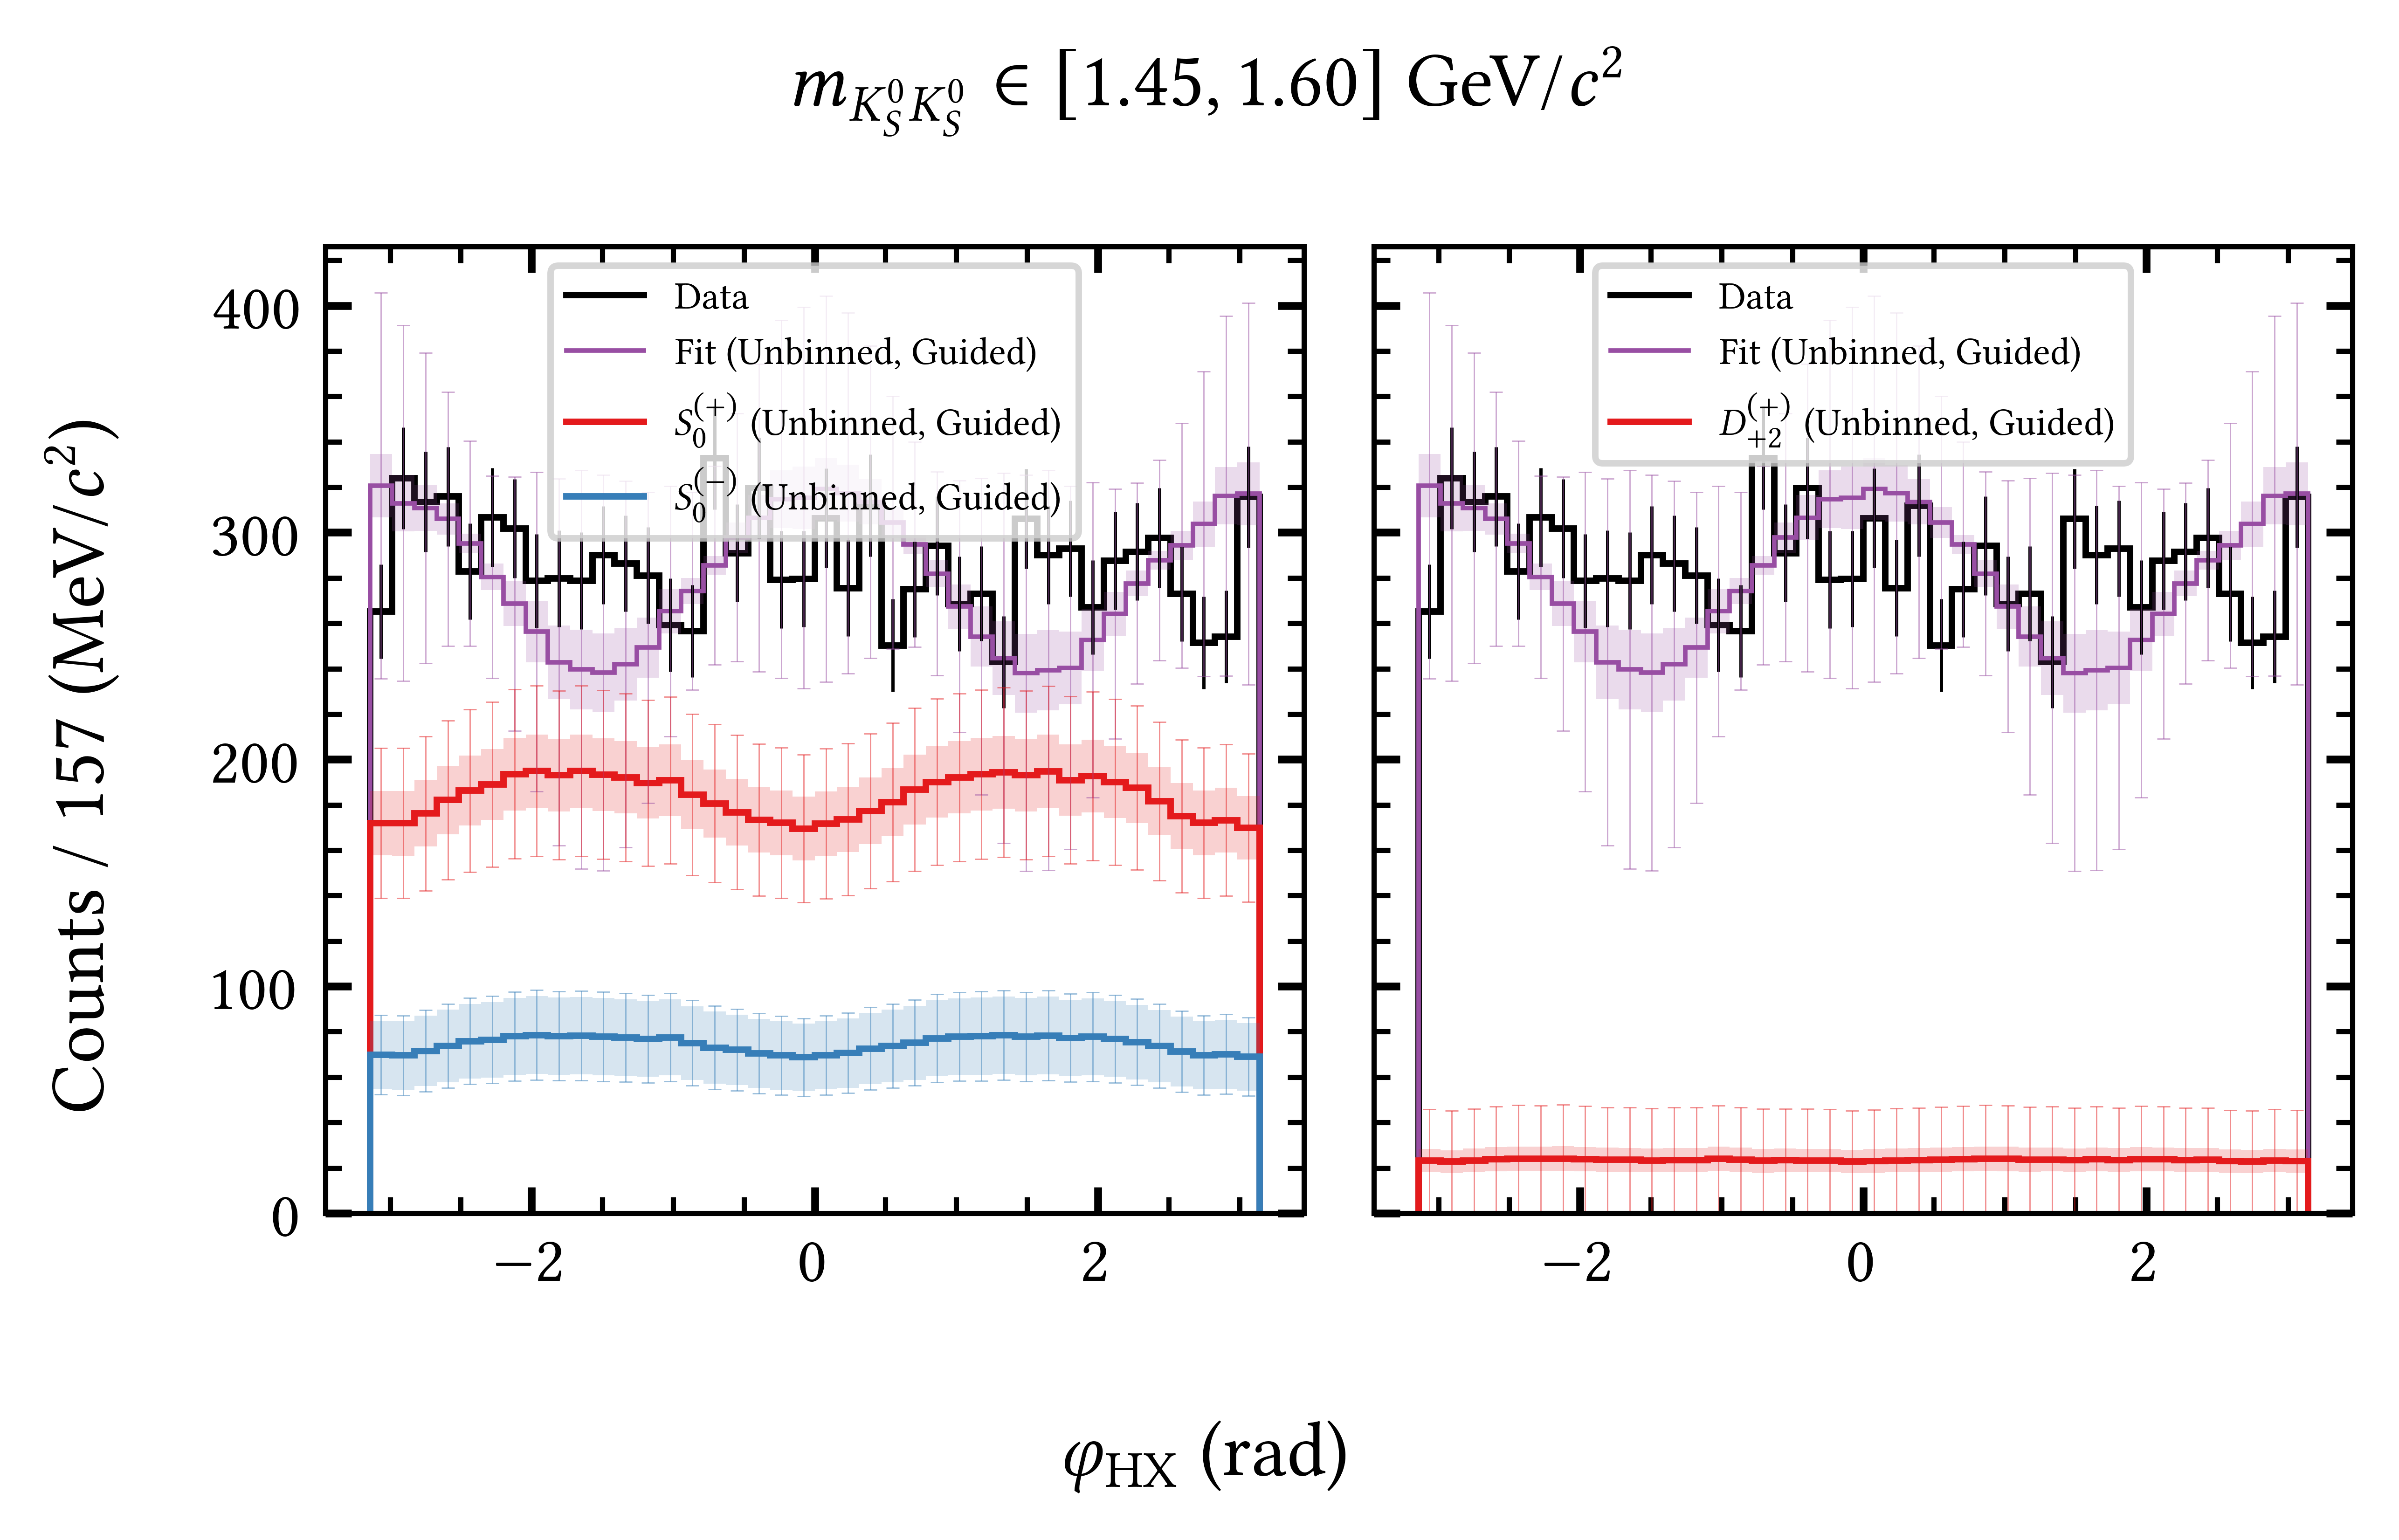 m_{K_S^0 K_S^0} ∈ [1.45, 1.60] GeV/c²
Counts / 157 (MeV/c²)
400
300
200
100
0
Data
Fit (Unbinned, Guided)
S_0^{(+)} (Unbinned, Guided)
S_0^{(−)} (Unbinned, Guided)
Data
Fit (Unbinned, Guided)
D_{+2}^{(+)} (Unbinned, Guided)
−2 0 2
−2 0 2
φ_{HX} (rad)